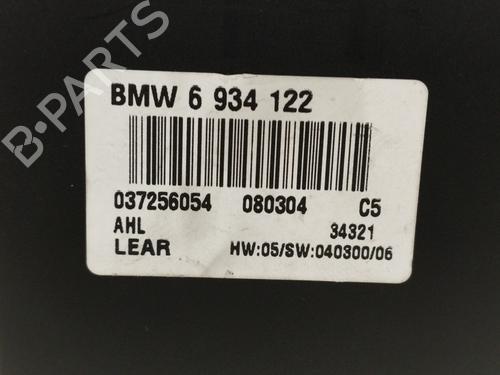 B-PARTS
BMW 6 934 122
037256054 080304 C5
AHL 34321
LEAR HW:05/SW:040300/06